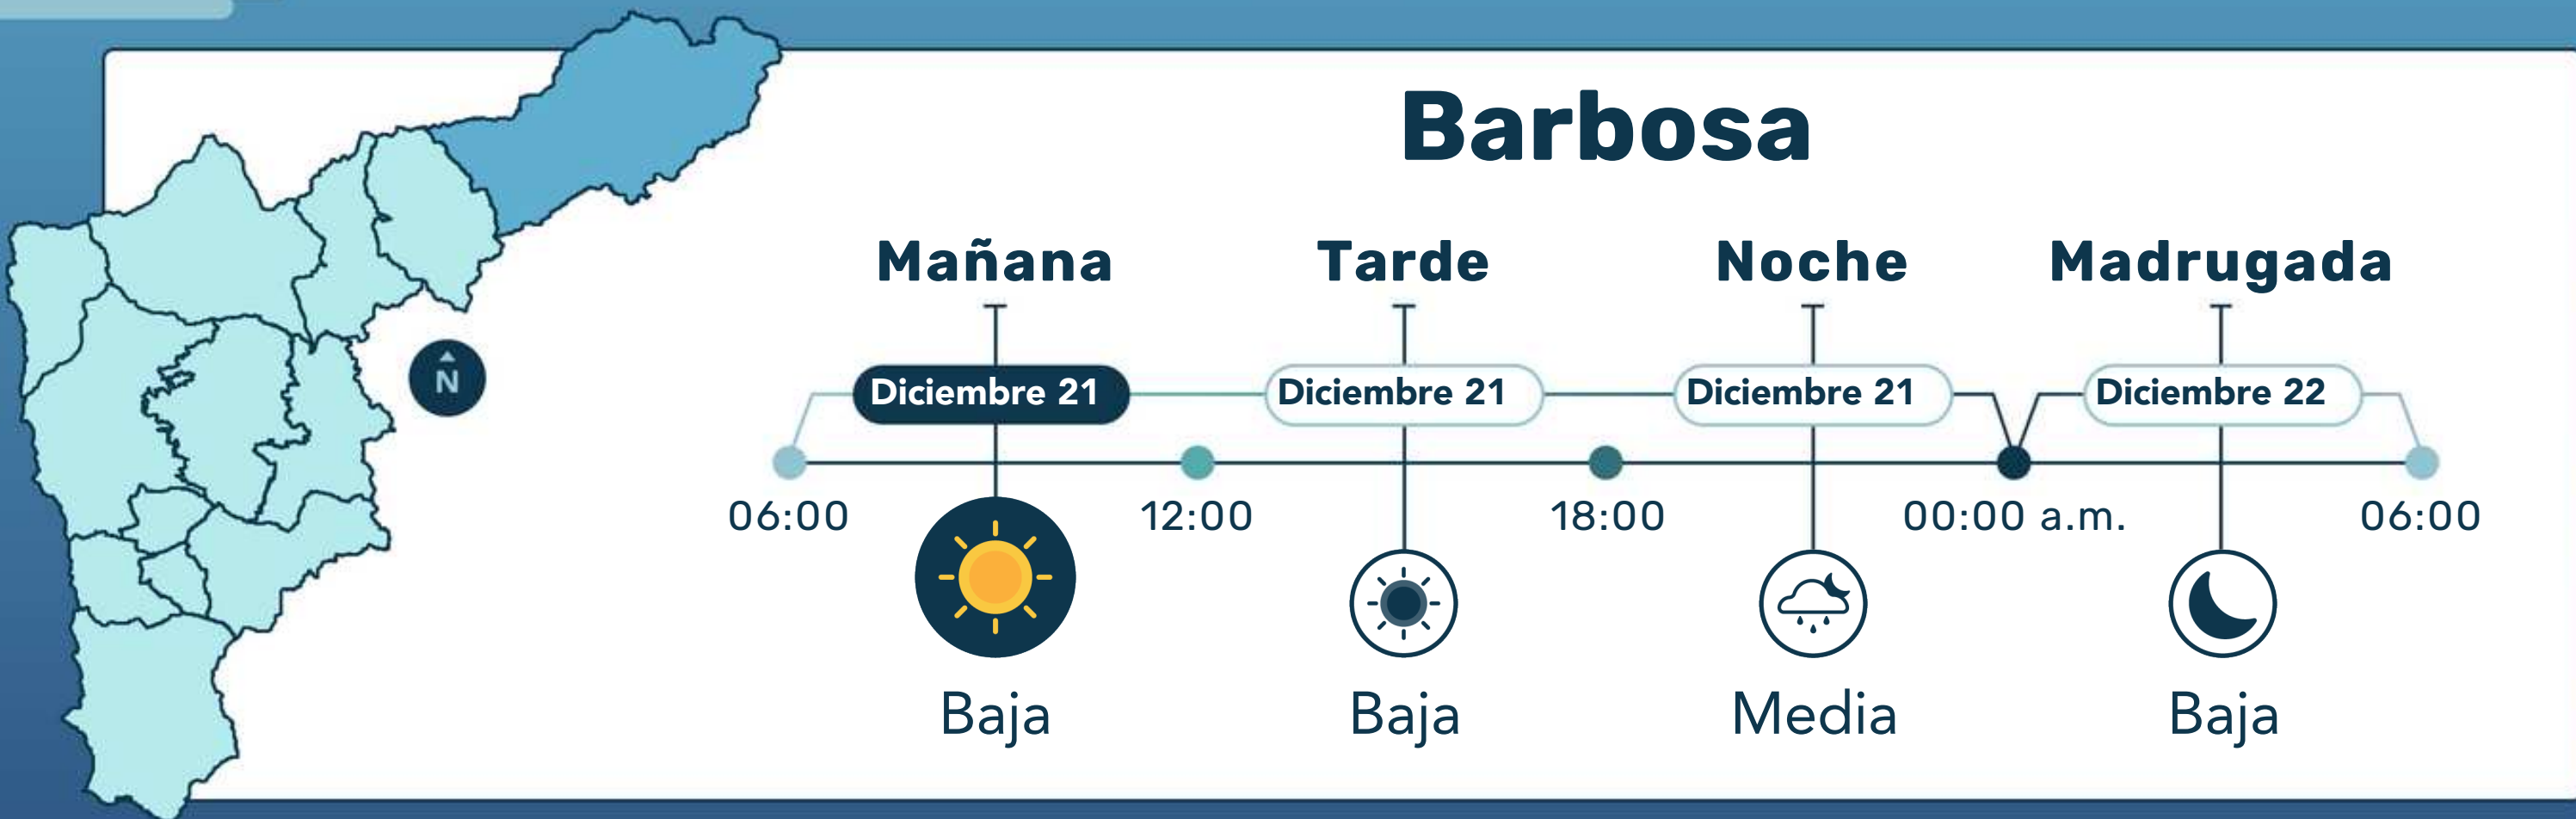 Barbosa
Mañana Tarde Noche Madrugada
N
Diciembre 21 Diciembre 21 Diciembre 21 Diciembre 22
06:00 12:00 18:00 00:00 a.m. 06:00
Baja Baja Media Baja